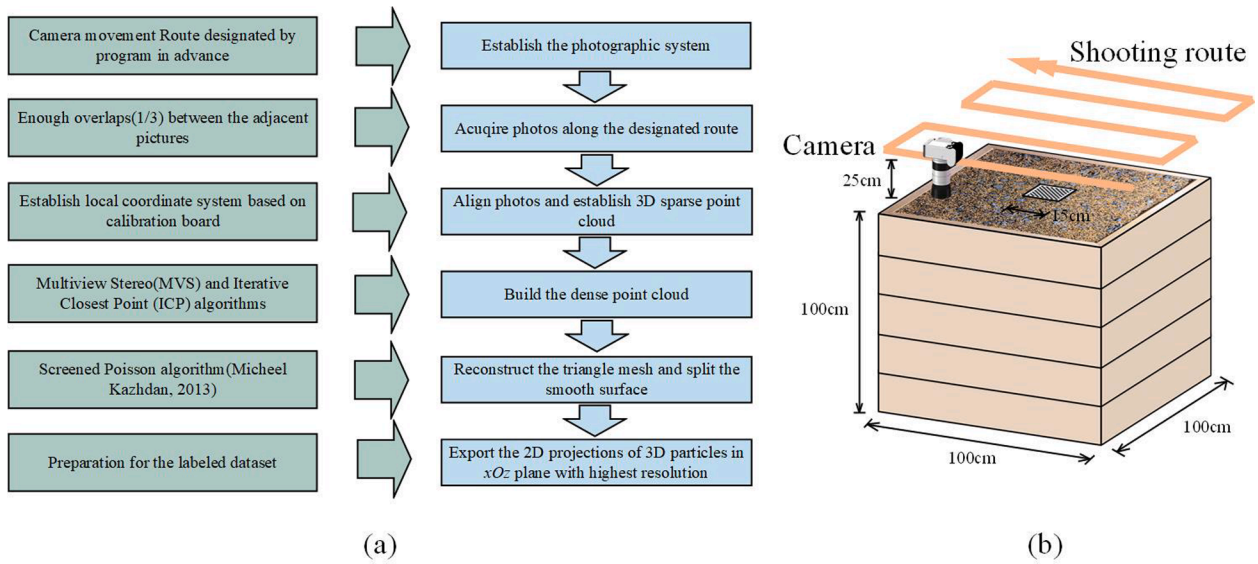 Camera movement Route designated by
program in advance
Establish the photographic system
Enough overlaps(1/3) between the adjacent
pictures
Acuqire photos along the designated route
Establish local coordinate system based on
calibration board
Align photos and establish 3D sparse point
cloud
Multiview Stereo(MVS) and Iterative
Closest Point (ICP) algorithms
Build the dense point cloud
Screened Poisson algorithm(Micheel
Kazhdan, 2013)
Reconstruct the triangle mesh and split the
smooth surface
Preparation for the labeled dataset
Export the 2D projections of 3D particles in
xOz plane with highest resolution
(a)
Shooting route
Camera
25cm
15cm
100cm
100cm
100cm
(b)